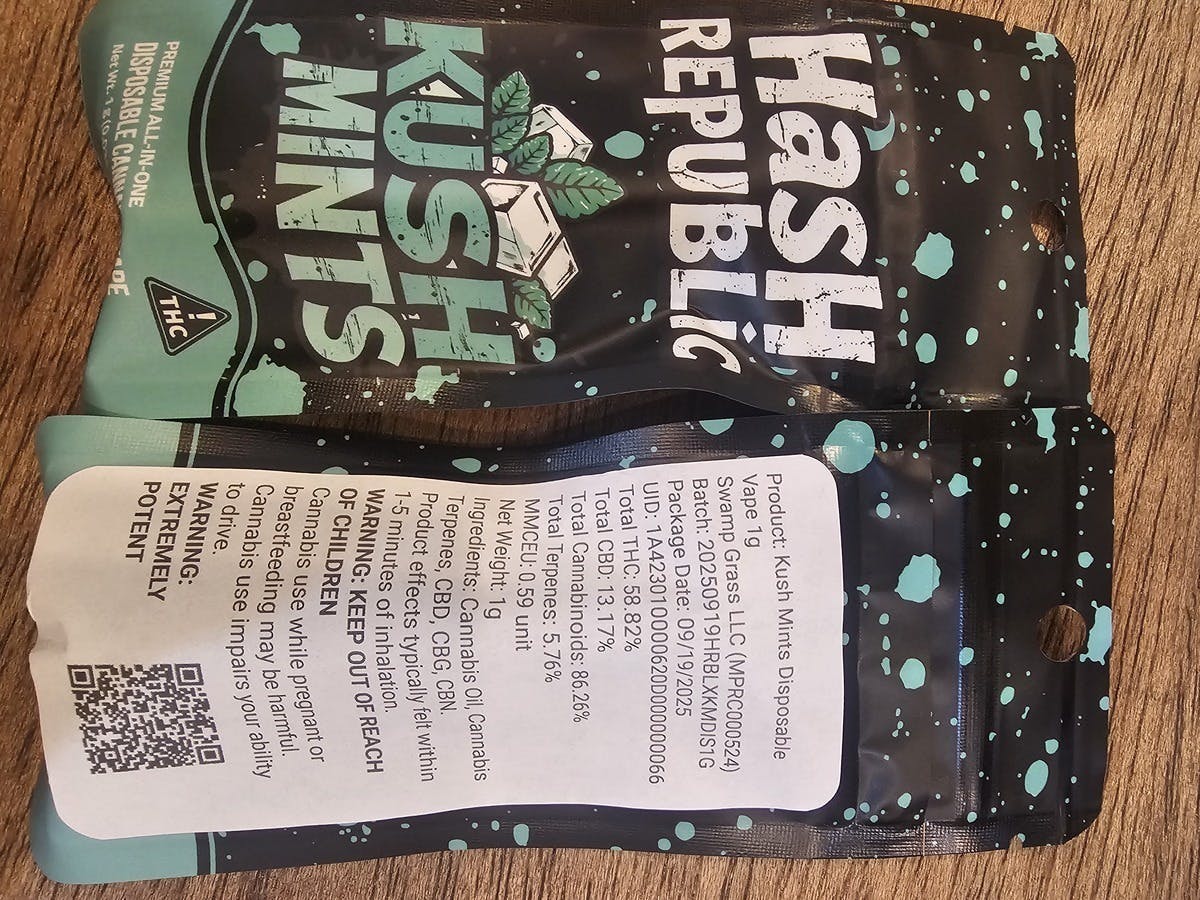 HaSH
REPUBLiC
KUSH
MINTS
PREMIUM ALL-IN-ONE
DISPOSABLE
Net Wt. 1 g
!
THC
Product: Kush Mints Disposable
Vape 1g
Swamp Grass LLC (MPRC000524)
Batch: 20250919HRBLXKMDIS1G
Package Date: 09/19/2025
UID: 1A4230100000620D000000066
Total THC: 58.82%
Total CBD: 13.17%
Total Cannabinoids: 86.26%
Total Terpenes: 5.76%
MMCEU: 0.59 unit
Net Weight: 1g
Ingredients: Cannabis Oil, Cannabis
Terpenes, CBD, CBG, CBN.
Product effects typically felt within
1-5 minutes of inhalation.
WARNING: KEEP OUT OF REACH
OF CHILDREN
Cannabis use while pregnant or
breastfeeding may be harmful.
Cannabis use impairs your ability
to drive.
WARNING:
EXTREMELY
POTENT